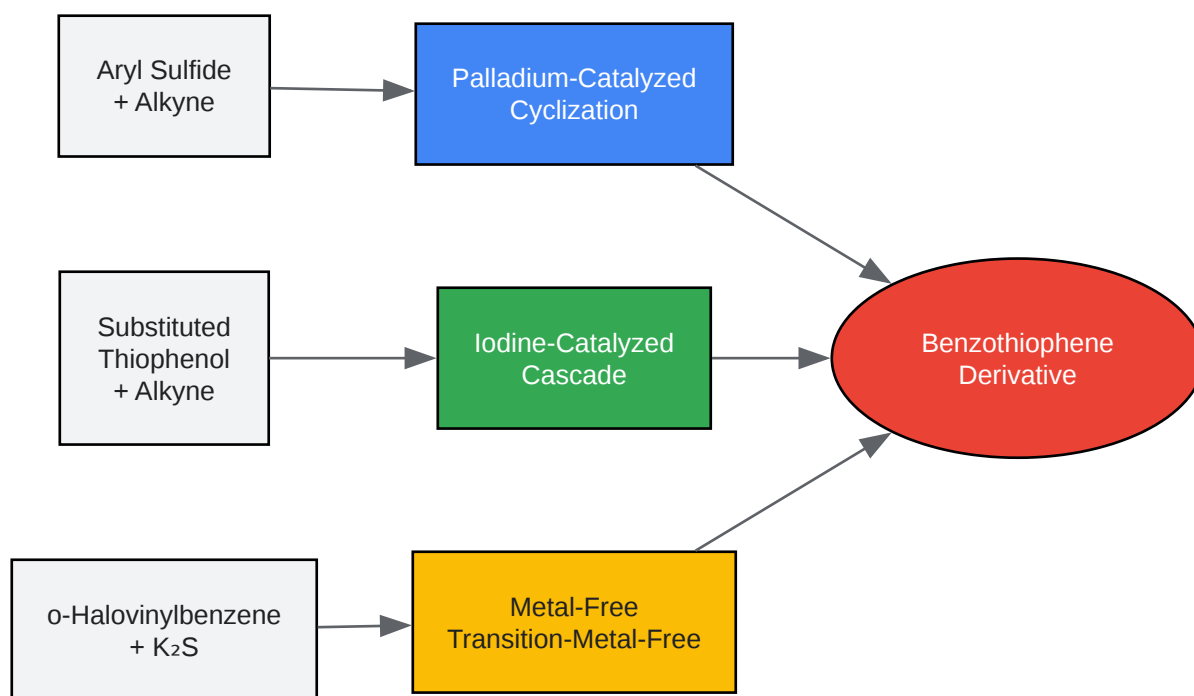 Aryl Sulfide
+ Alkyne
Palladium-Catalyzed
Cyclization
Substituted
Thiophenol
+ Alkyne
Iodine-Catalyzed
Cascade
Benzothiophene
Derivative
o-Halovinylbenzene
+ K₂S
Metal-Free
Transition-Metal-Free